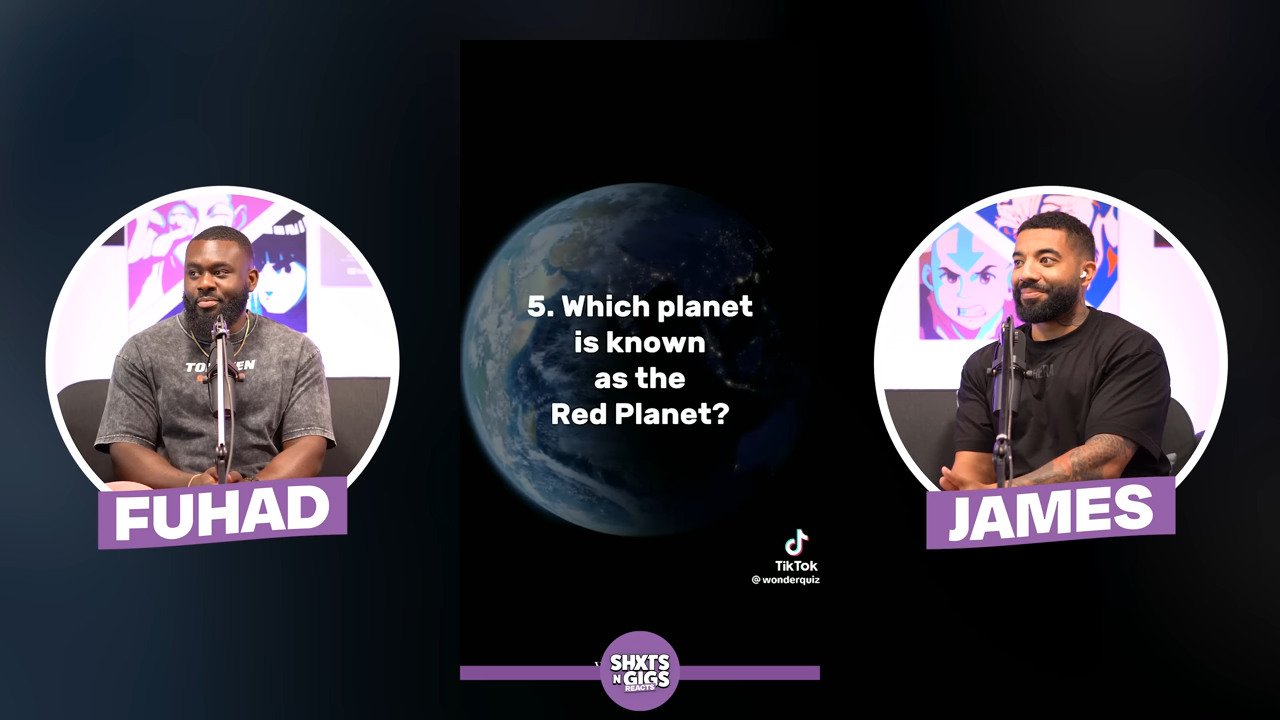 5. Which planet
is known
as the
Red Planet?
TikTok
@wonderquiz
FUHAD
JAMES
SHXTS
N GIGS
REACTS